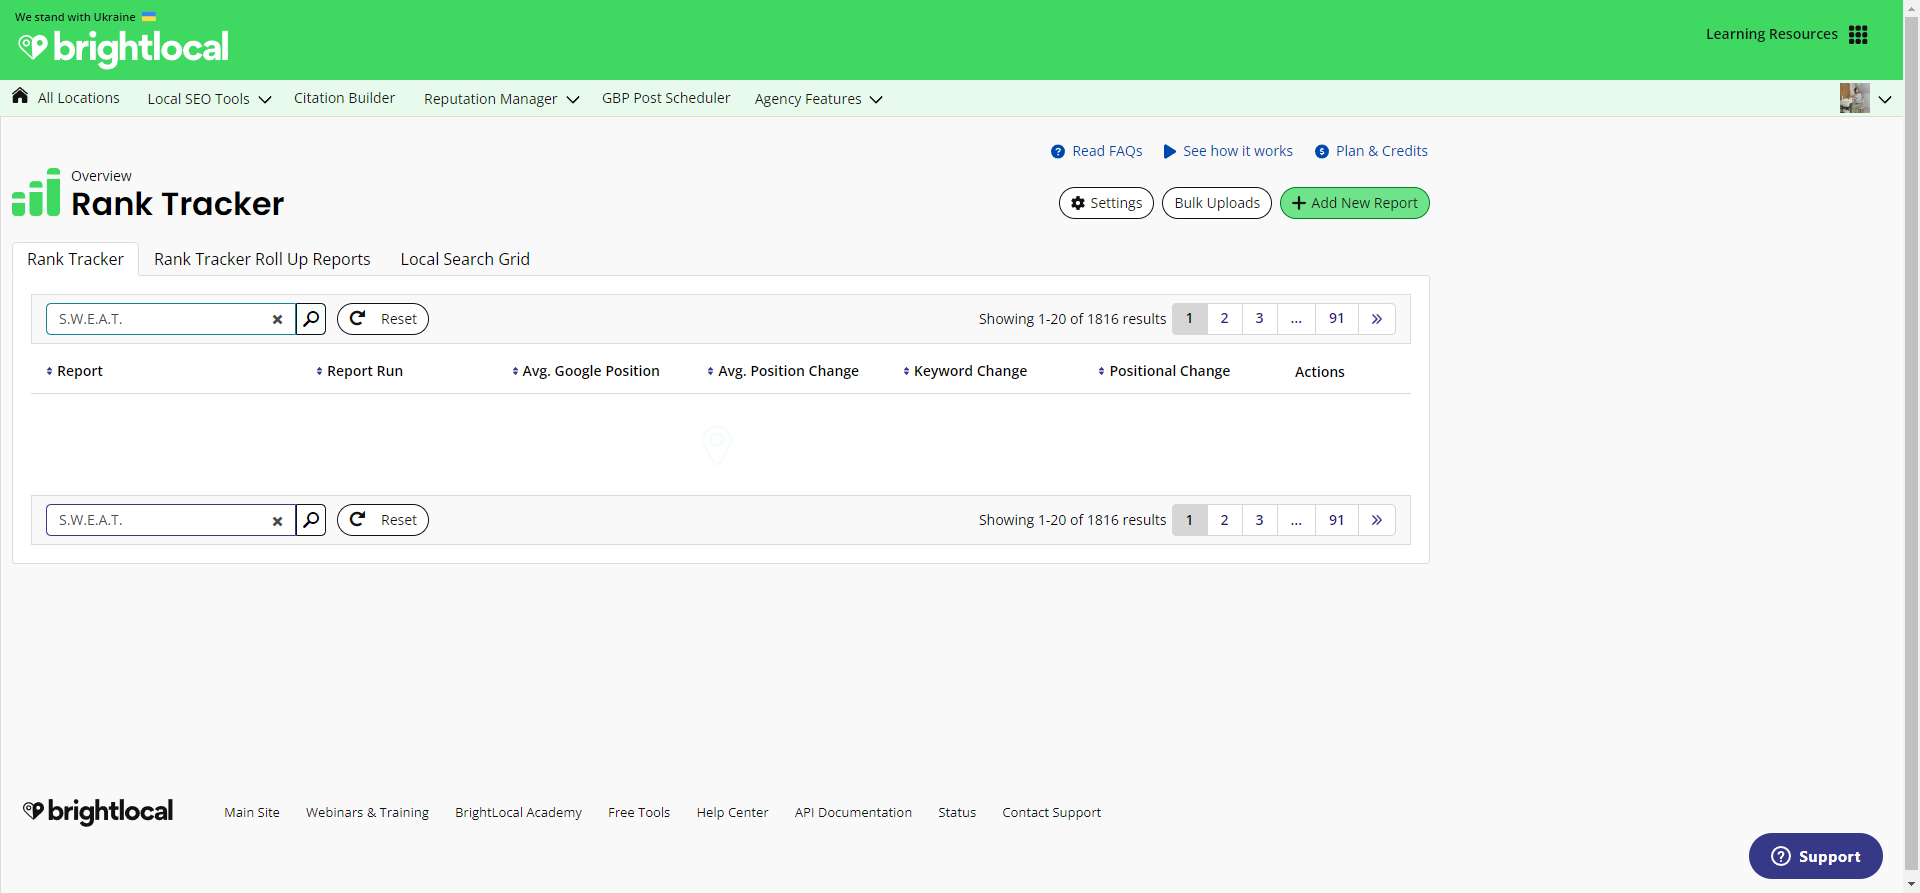 We stand with Ukraine
brightlocal
Learning Resources
All Locations
Local SEO Tools
Citation Builder
Reputation Manager
GBP Post Scheduler
Agency Features
Read FAQs
See how it works
Plan & Credits
Overview
Rank Tracker
Settings
Bulk Uploads
Add New Report
Rank Tracker
Rank Tracker Roll Up Reports
Local Search Grid
S.W.E.A.T.
Reset
Showing 1-20 of 1816 results
1 2 3 ... 91 »
Report
Report Run
Avg. Google Position
Avg. Position Change
Keyword Change
Positional Change
Actions
S.W.E.A.T.
Reset
Showing 1-20 of 1816 results
1 2 3 ... 91 »
brightlocal
Main Site
Webinars & Training
BrightLocal Academy
Free Tools
Help Center
API Documentation
Status
Contact Support
Support